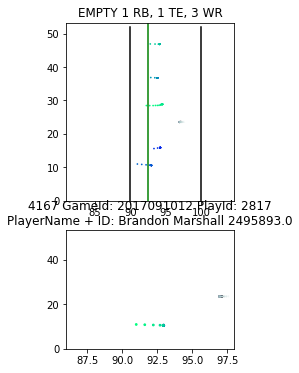 EMPTY 1 RB, 1 TE, 3 WR
50
40
30
20
10
0
85 90 95 100
4167 GameId: 2017091012 PlayId: 2817
PlayerName + ID: Brandon Marshall 2495893.0
40
20
0
87.5 90.0 92.5 95.0 97.5